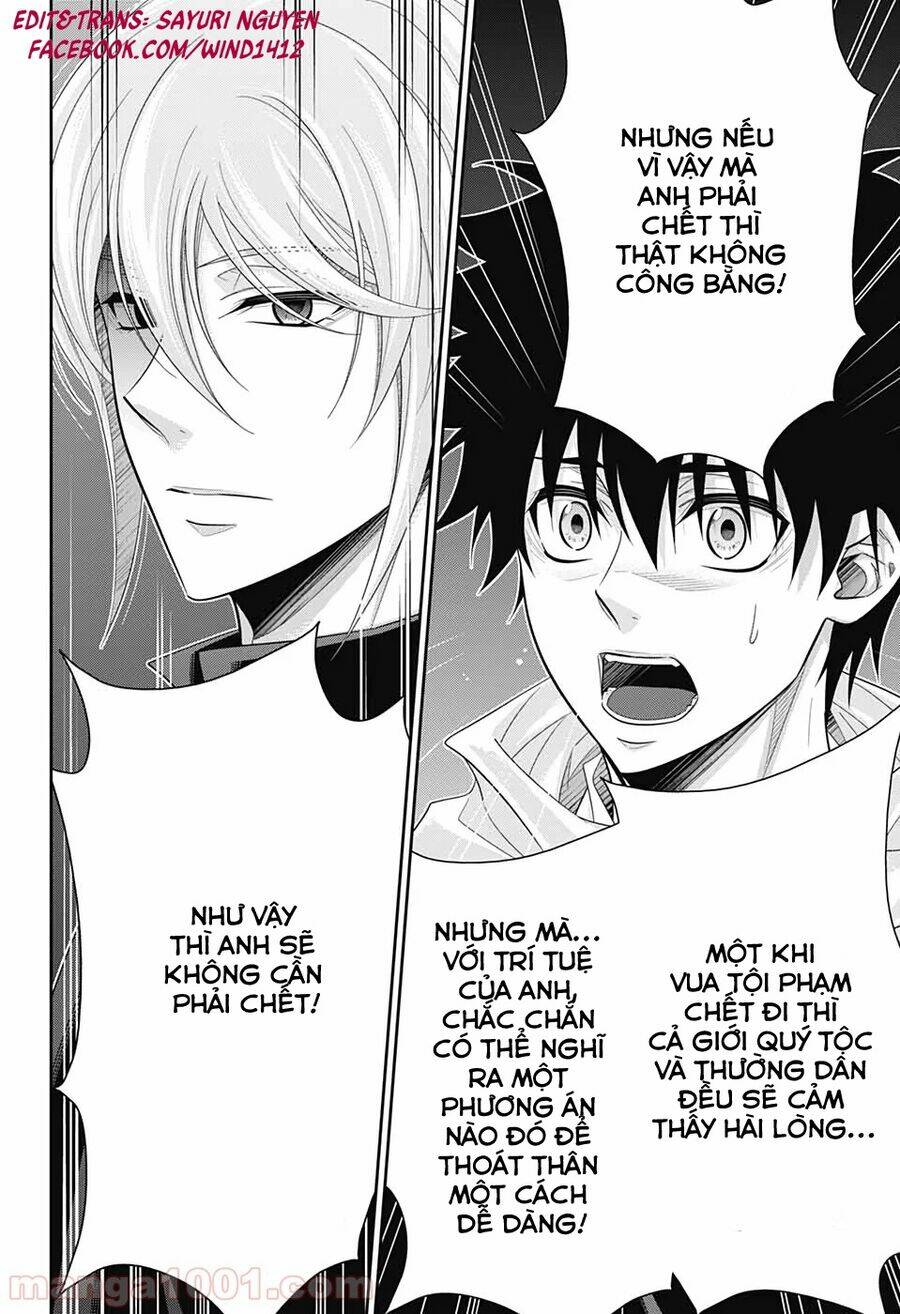 EDIT&TRANS: SAYURI NGUYEN
FACEBOOK.COM/WIND1412
NHƯNG NẾU
VÌ VẬY MÀ
ANH PHẢI
CHẾT THÌ
THẬT KHÔNG
CÔNG BẰNG!
MỘT KHI
VUA TỘI PHẠM
CHẾT ĐI THÌ
CẢ GIỚI QUÝ TỘC
VÀ THƯỜNG DÂN
ĐỀU SẼ CẢM
THẤY HÀI LÒNG...
NHƯNG MÀ...
VỚI TRÍ TUỆ
CỦA ANH,
CHẮC CHẮN
CÓ THỂ NGHĨ
RA MỘT
PHƯƠNG ÁN
NÀO ĐÓ ĐỂ
THOÁT THÂN
MỘT CÁCH
DỄ DÀNG!
NHƯ VẬY
THÌ ANH SẼ
KHÔNG CẦN
PHẢI CHẾT!
manga1001.com